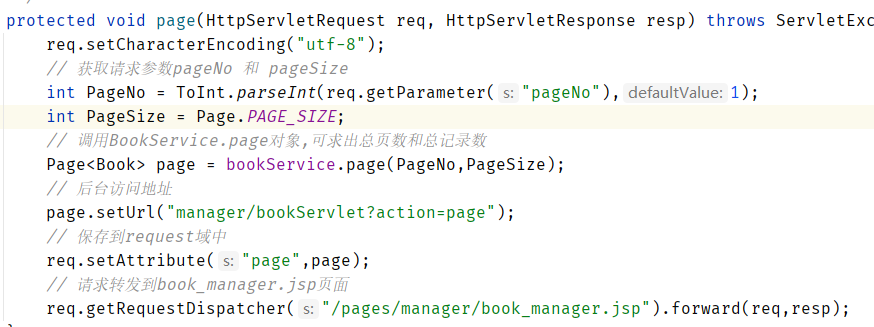 protected void page(HttpServletRequest req, HttpServletResponse resp) throws ServletExc
req.setCharacterEncoding("utf-8");
// 获取请求参数pageNo 和 pageSize
int PageNo = ToInt.parseInt(req.getParameter( s: "pageNo"), defaultValue: 1);
int PageSize = Page.PAGE_SIZE;
// 调用BookService.page对象,可求出总页数和总记录数
Page<Book> page = bookService.page(PageNo,PageSize);
// 后台访问地址
page.setUrl("manager/bookServlet?action=page");
// 保存到request域中
req.setAttribute( s: "page",page);
// 请求转发到book_manager.jsp页面
req.getRequestDispatcher( s: "/pages/manager/book_manager.jsp").forward(req,resp);